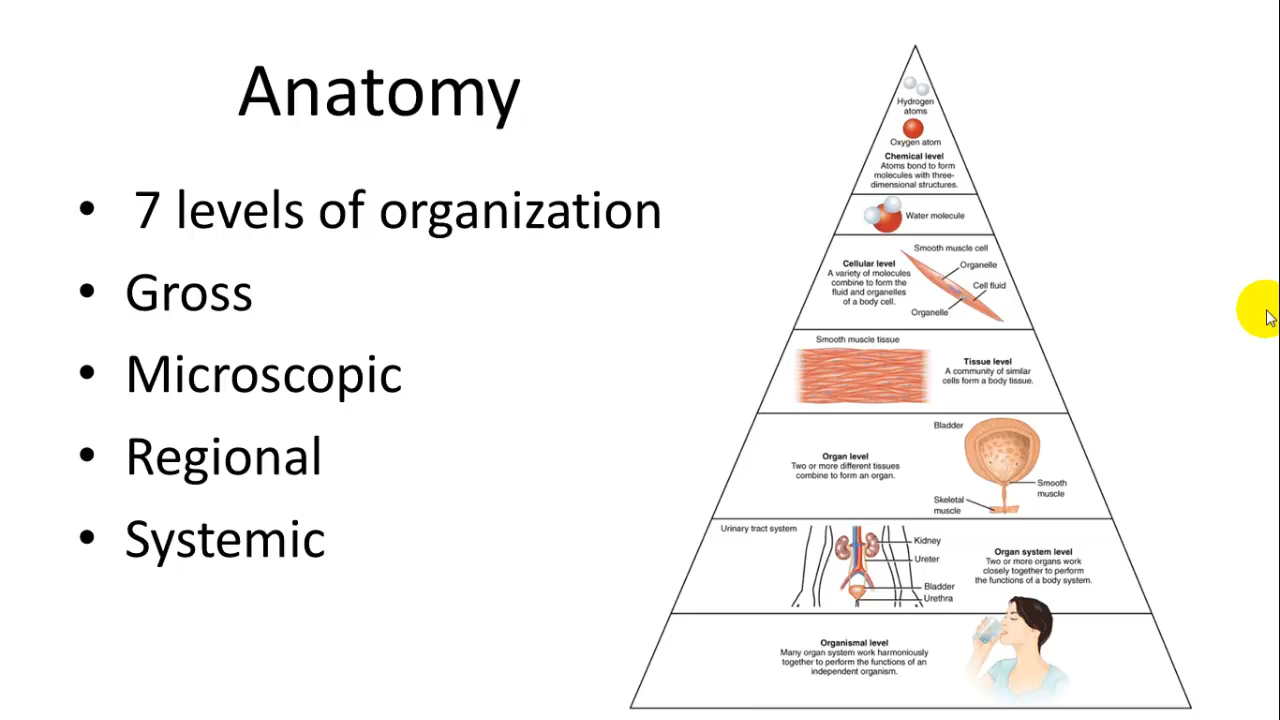 Anatomy
• 7 levels of organization
• Gross
• Microscopic
• Regional
• Systemic
Hydrogen
atoms
Oxygen atom
Chemical level
Atoms bond to form
molecules with three-
dimensional structures.
Water molecule
Smooth muscle cell
Cellular level
A variety of molecules
combine to form the
fluid and organelles
of a body cell.
Organelle
Cell fluid
Organelle
Smooth muscle tissue
Tissue level
A community of similar
cells form a body tissue.
Bladder
Organ level
Two or more different tissues
combine to form an organ.
Smooth
muscle
Skeletal
muscle
Urinary tract system
Kidney
Ureter
Bladder
Urethra
Organ system level
Two or more organs work
closely together to perform
the functions of a body system.
Organismal level
Many organ system work harmoniously
together to perform the functions of an
independent organism.